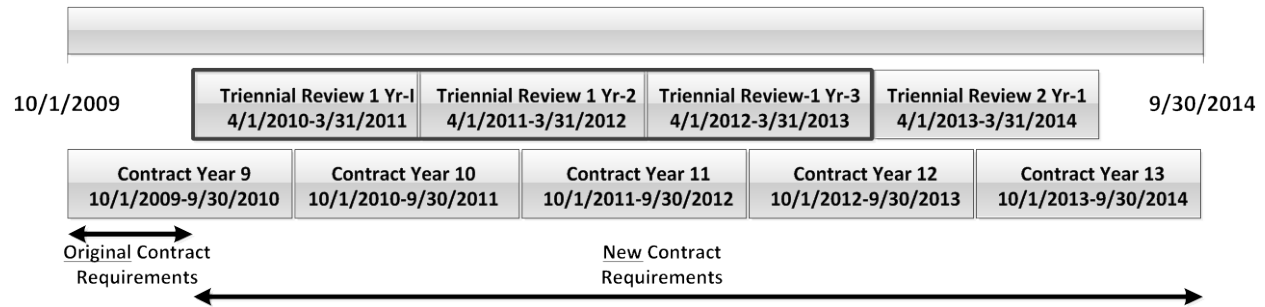 10/1/2009
Triennial Review 1 Yr-I
4/1/2010-3/31/2011
Triennial Review 1 Yr-2
4/1/2011-3/31/2012
Triennial Review-1 Yr-3
4/1/2012-3/31/2013
Triennial Review 2 Yr-1
4/1/2013-3/31/2014
9/30/2014
Contract Year 9
10/1/2009-9/30/2010
Contract Year 10
10/1/2010-9/30/2011
Contract Year 11
10/1/2011-9/30/2012
Contract Year 12
10/1/2012-9/30/2013
Contract Year 13
10/1/2013-9/30/2014
Original Contract
Requirements
New Contract
Requirements